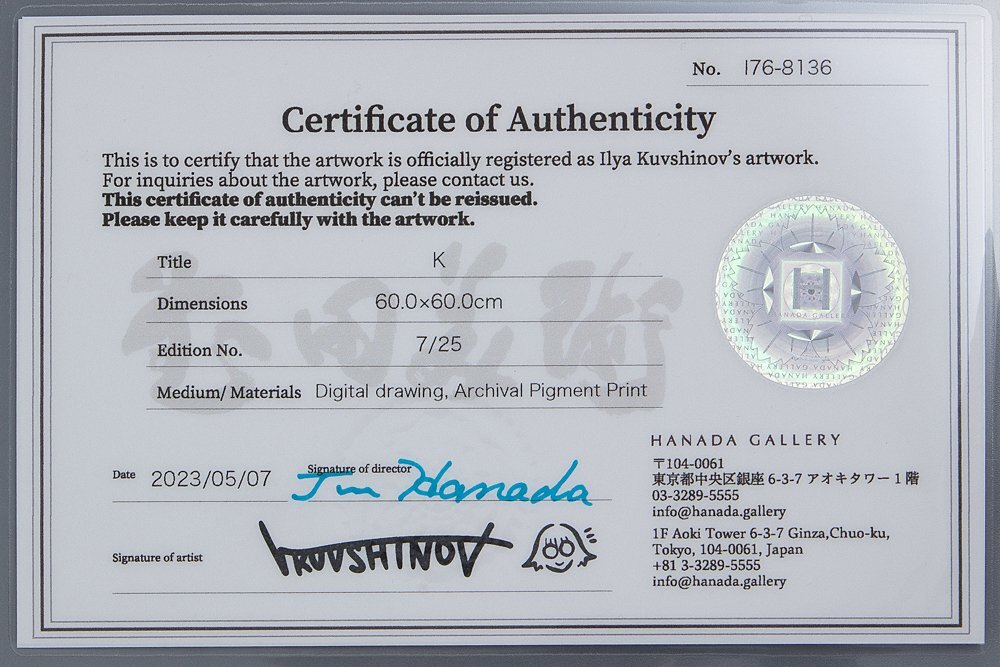 No. I76-8136
Certificate of Authenticity
This is to certify that the artwork is officially registered as Ilya Kuvshinov's artwork.
For inquiries about the artwork, please contact us.
This certificate of authenticity can't be reissued.
Please keep it carefully with the artwork.
Title K
Dimensions 60.0×60.0cm
Edition No. 7/25
Medium/ Materials Digital drawing, Archival Pigment Print
HANADA GALLERY
HANADA GALLERY
〒104-0061
東京都中央区銀座 6-3-7 アオキタワー 1 階
03-3289-5555
info@hanada.gallery
1F Aoki Tower 6-3-7 Ginza,Chuo-ku,
Tokyo, 104-0061, Japan
+81 3-3289-5555
info@hanada.gallery
Date 2023/05/07 Signature of director Jun Hanada
Signature of artist KUVSHINOV